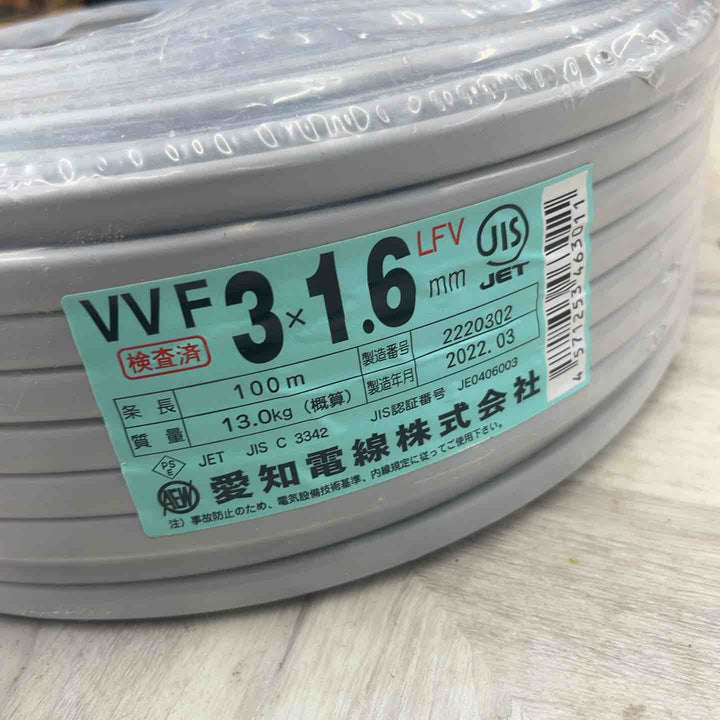 VVF 3×1.6 mm LFV
JIS
JET
検査済
条長 100m 製造番号 2220302
質量 13.0kg (概算) 製造年月 2022.03
PS
E
JET JIS C 3342 JIS認証番号 JE0406003
AEW 愛知電線株式会社
注) 事故防止のため、電気設備技術基準、内線規定に従ってご使用下さい。
4 571253 463011